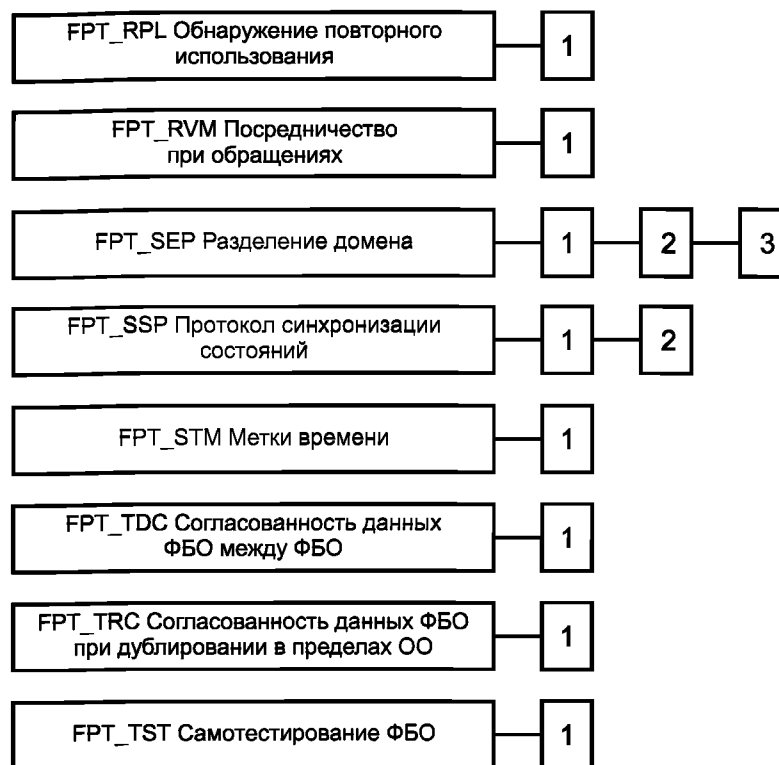 FPT_RPL Обнаружение повторного
использования
1
FPT_RVM Посредничество
при обращениях
1
FPT_SEP Разделение домена
1
2
3
FPT_SSP Протокол синхронизации
состояний
1
2
FPT_STM Метки времени
1
FPT_TDC Согласованность данных
ФБО между ФБО
1
FPT_TRC Согласованность данных ФБО
при дублировании в пределах ОО
1
FPT_TST Самотестирование ФБО
1